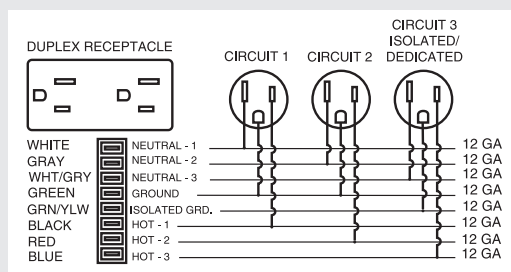 CIRCUIT 3
ISOLATED/
DUPLEX RECEPTACLE CIRCUIT 1 CIRCUIT 2 DEDICATED
WHITE NEUTRAL - 1 12 GA
GRAY NEUTRAL - 2 12 GA
WHT/GRY NEUTRAL - 3 12 GA
GREEN GROUND 12 GA
GRN/YLW ISOLATED GRD. 12 GA
BLACK HOT - 1 12 GA
RED HOT - 2 12 GA
BLUE HOT - 3 12 GA